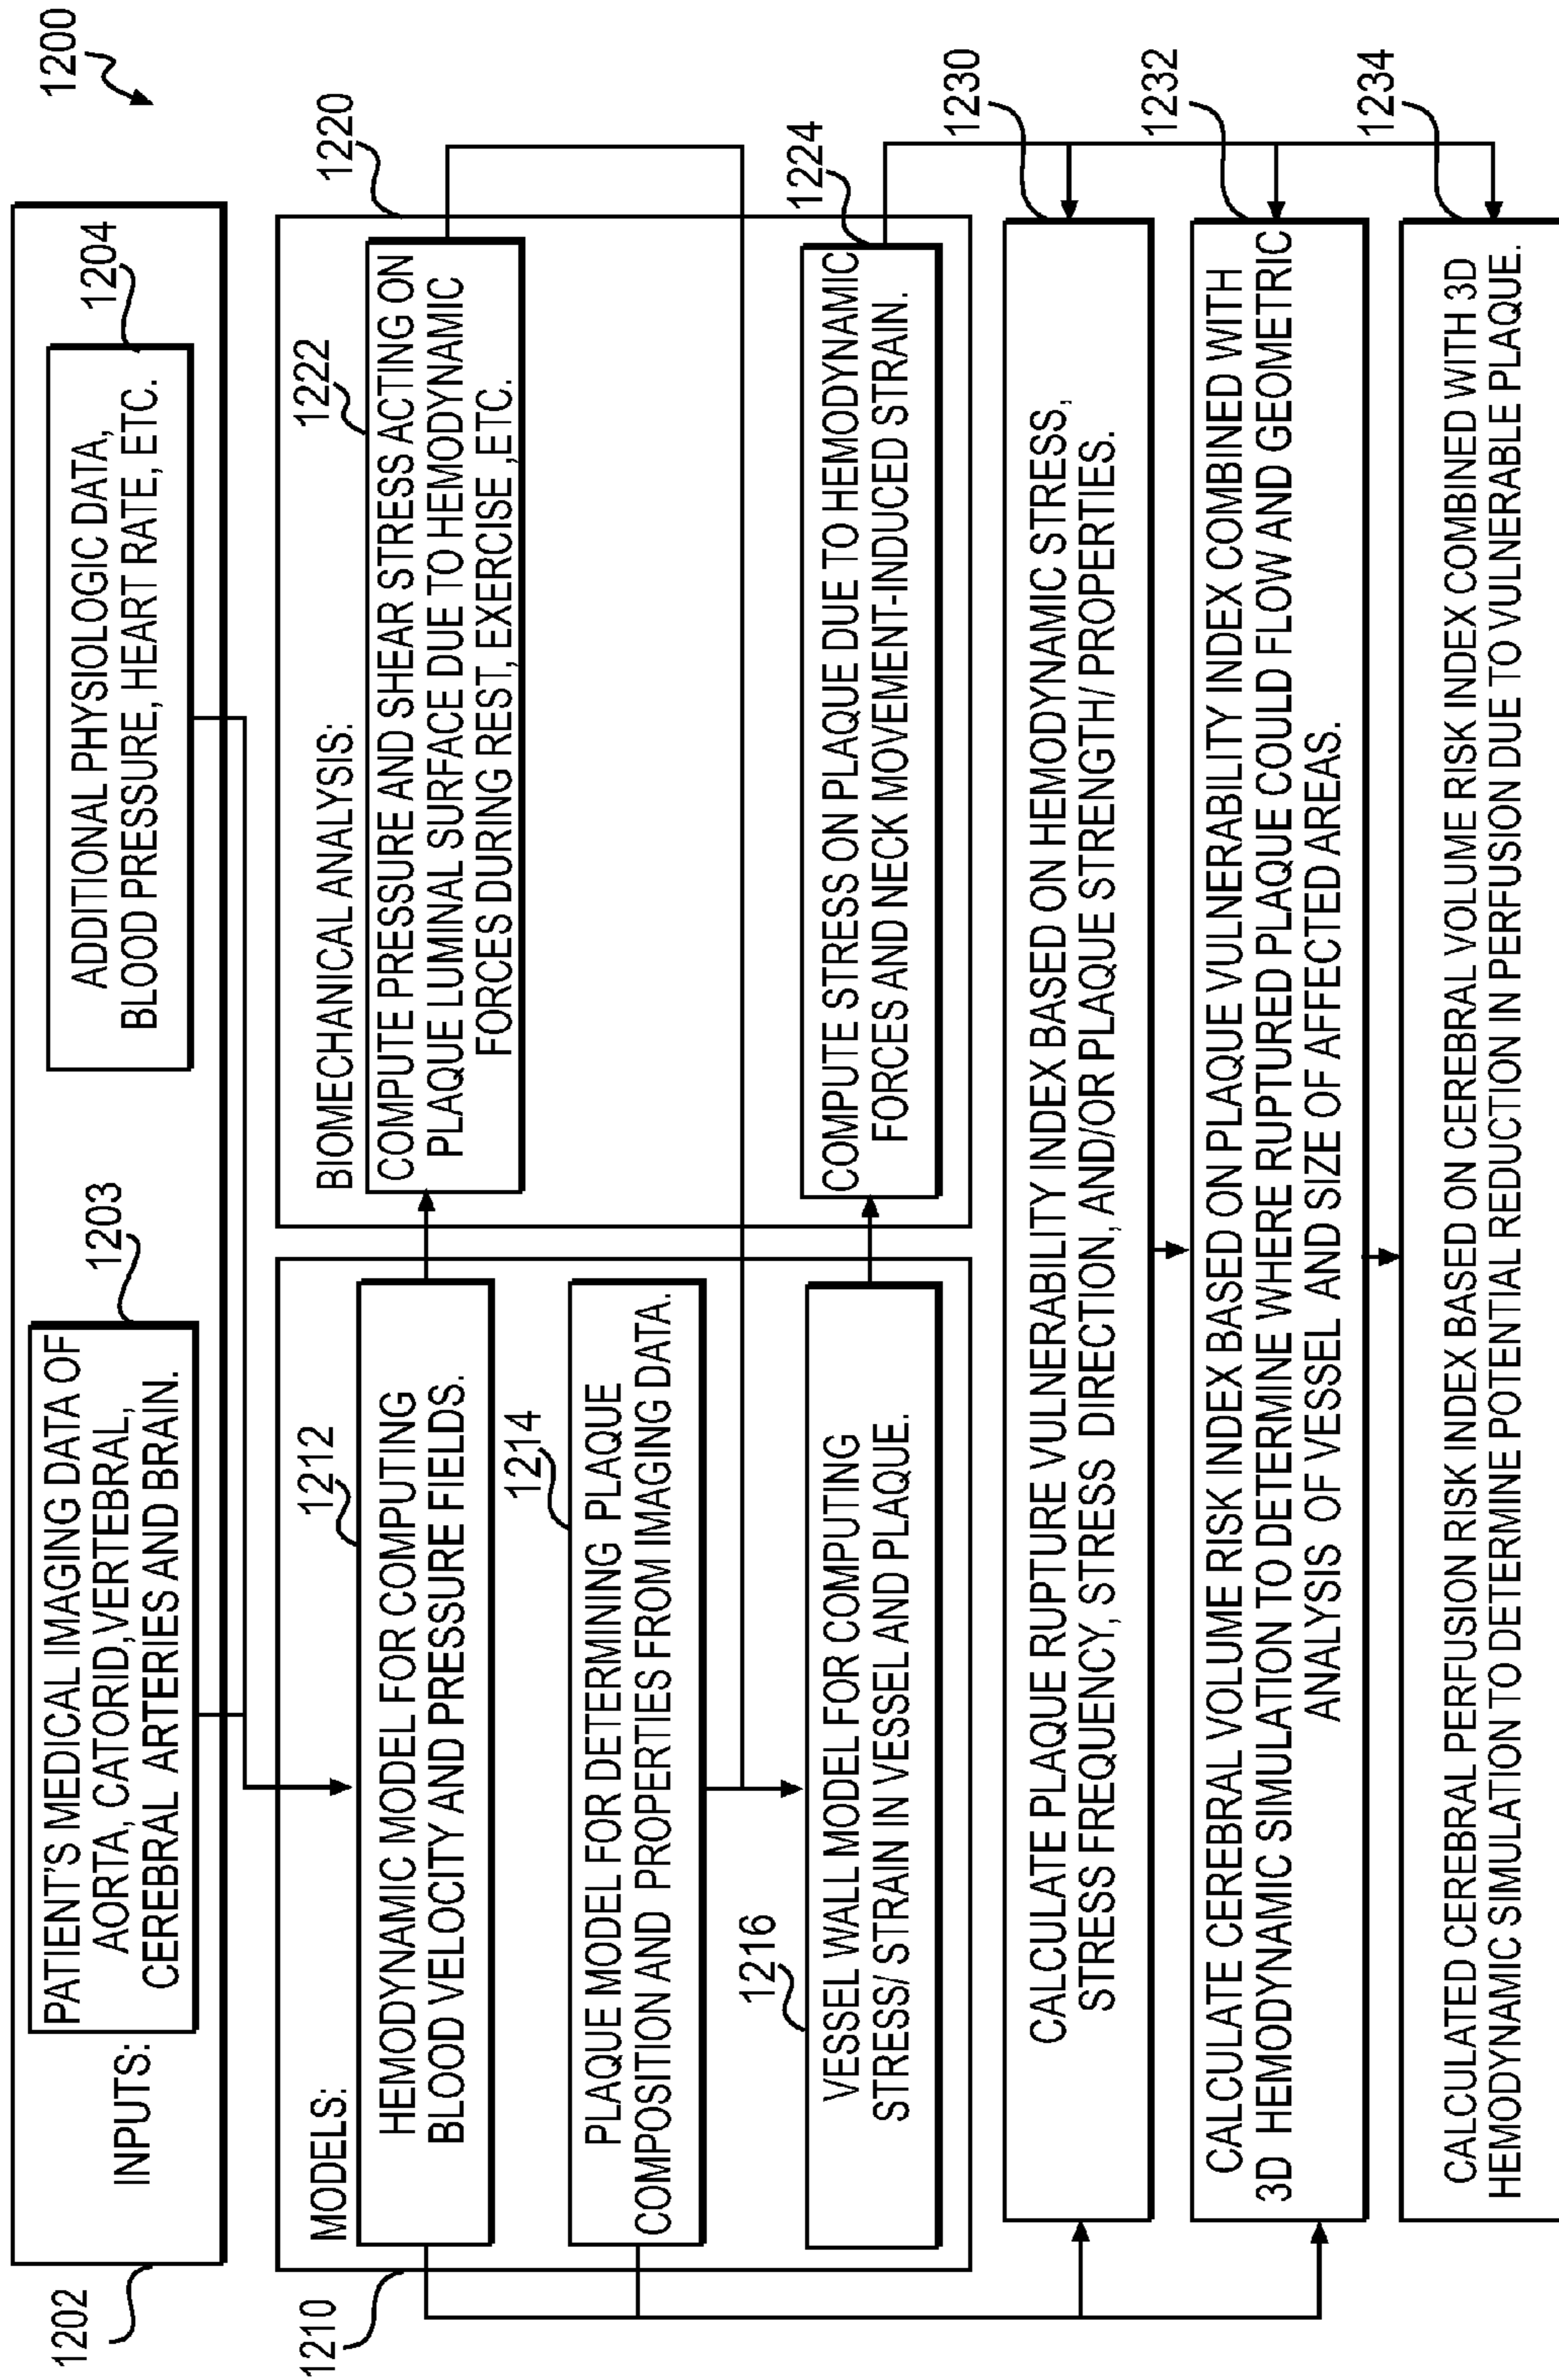 1200
1202
INPUTS:
1203
PATIENT'S MEDICAL IMAGING DATA OF
AORTA, CATORID,VERTEBRAL,
CEREBRAL ARTERIES AND BRAIN.
1204
ADDITIONAL PHYSIOLOGIC DATA,
BLOOD PRESSURE, HEART RATE, ETC.
1210
MODELS:
1212
HEMODYNAMIC MODEL FOR COMPUTING
BLOOD VELOCITY AND PRESSURE FIELDS.
1214
PLAQUE MODEL FOR DETERMINING PLAQUE
COMPOSITION AND PROPERTIES FROM IMAGING DATA.
1216
VESSEL WALL MODEL FOR COMPUTING
STRESS/ STRAIN IN VESSEL AND PLAQUE.
1220
BIOMECHANICAL ANALYSIS:
1222
COMPUTE PRESSURE AND SHEAR STRESS ACTING ON
PLAQUE LUMINAL SURFACE DUE TO HEMODYNAMIC
FORCES DURING REST, EXERCISE ,ETC.
1224
COMPUTE STRESS ON PLAQUE DUE TO HEMODYNAMIC
FORCES AND NECK MOVEMENT-INDUCED STRAIN.
1230
CALCULATE PLAQUE RUPTURE VULNERABILITY INDEX BASED ON HEMODYNAMIC STRESS,
STRESS FREQUENCY, STRESS DIRECTION, AND/OR PLAQUE STRENGTH/ PROPERTIES.
1232
CALCULATE CEREBRAL VOLUME RISK INDEX BASED ON PLAQUE VULNERABILITY INDEX COMBINED WITH
3D HEMODYNAMIC SIMULATION TO DETERMINE WHERE RUPTURED PLAQUE COULD FLOW AND GEOMETRIC
ANALYSIS OF VESSEL AND SIZE OF AFFECTED AREAS.
1234
CALCULATED CEREBRAL PERFUSION RISK INDEX BASED ON CEREBRAL VOLUME RISK INDEX COMBINED WITH 3D
HEMODYNAMIC SIMULATION TO DETERMINE POTENTIAL REDUCTION IN PERFUSION DUE TO VULNERABLE PLAQUE.